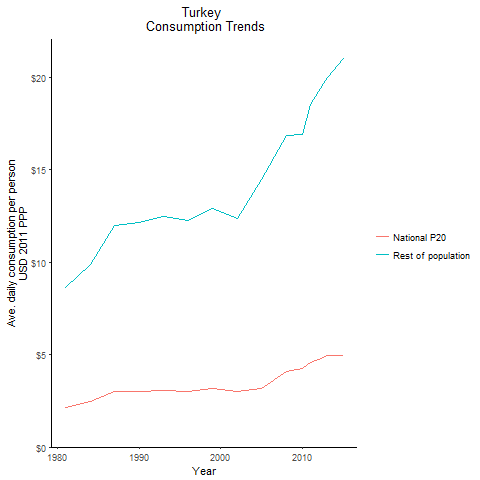 Turkey
Consumption Trends
Ave. daily consumption per person
USD 2011 PPP
$20
$15
$10
$5
$0
1980
1990
2000
2010
Year
National P20
Rest of population